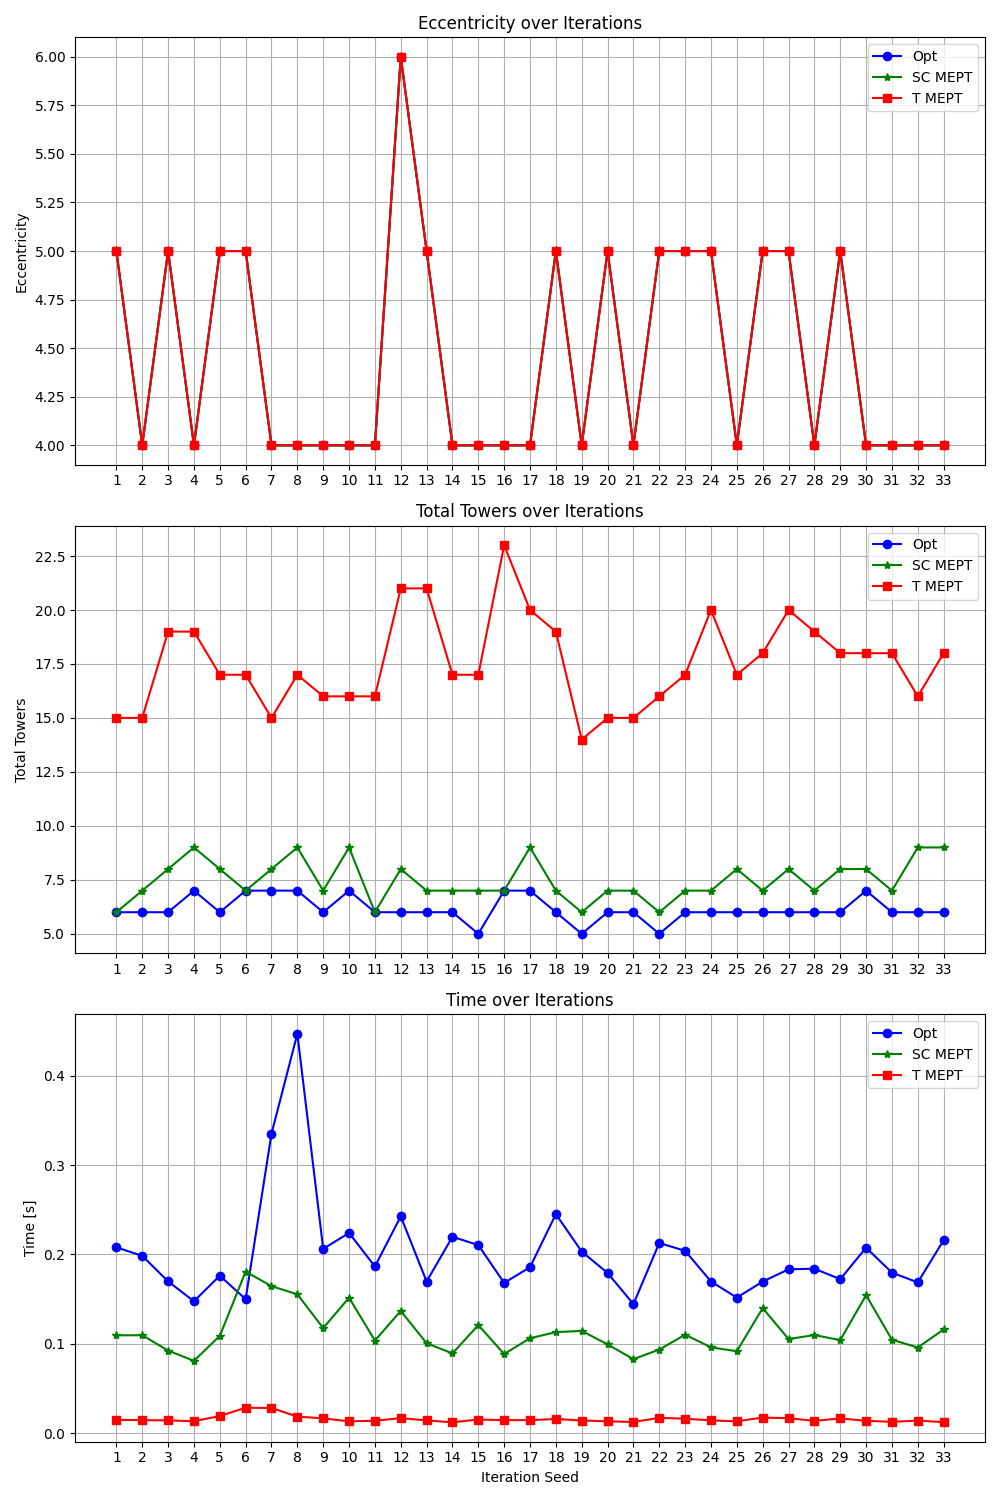 Eccentricity over Iterations
Opt
SC MEPT
T MEPT
Eccentricity
6.00
5.75
5.50
5.25
5.00
4.75
4.50
4.25
4.00
1 2 3 4 5 6 7 8 9 10 11 12 13 14 15 16 17 18 19 20 21 22 23 24 25 26 27 28 29 30 31 32 33
Total Towers over Iterations
Opt
SC MEPT
T MEPT
Total Towers
22.5
20.0
17.5
15.0
12.5
10.0
7.5
5.0
1 2 3 4 5 6 7 8 9 10 11 12 13 14 15 16 17 18 19 20 21 22 23 24 25 26 27 28 29 30 31 32 33
Time over Iterations
Opt
SC MEPT
T MEPT
Time [s]
0.4
0.3
0.2
0.1
0.0
1 2 3 4 5 6 7 8 9 10 11 12 13 14 15 16 17 18 19 20 21 22 23 24 25 26 27 28 29 30 31 32 33
Iteration Seed